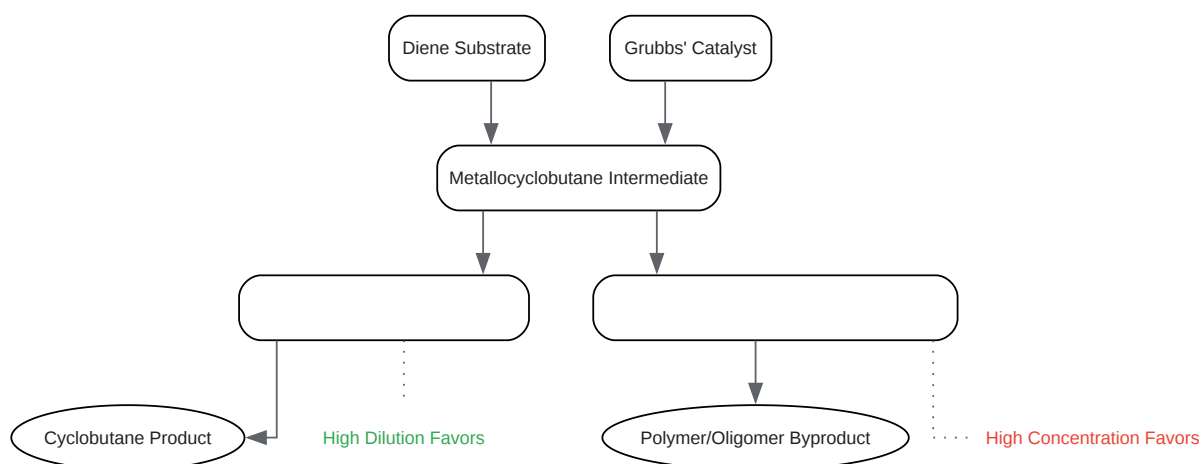 Diene Substrate
Grubbs' Catalyst
Metallocyclobutane Intermediate
Cyclobutane Product
High Dilution Favors
Polymer/Oligomer Byproduct
High Concentration Favors